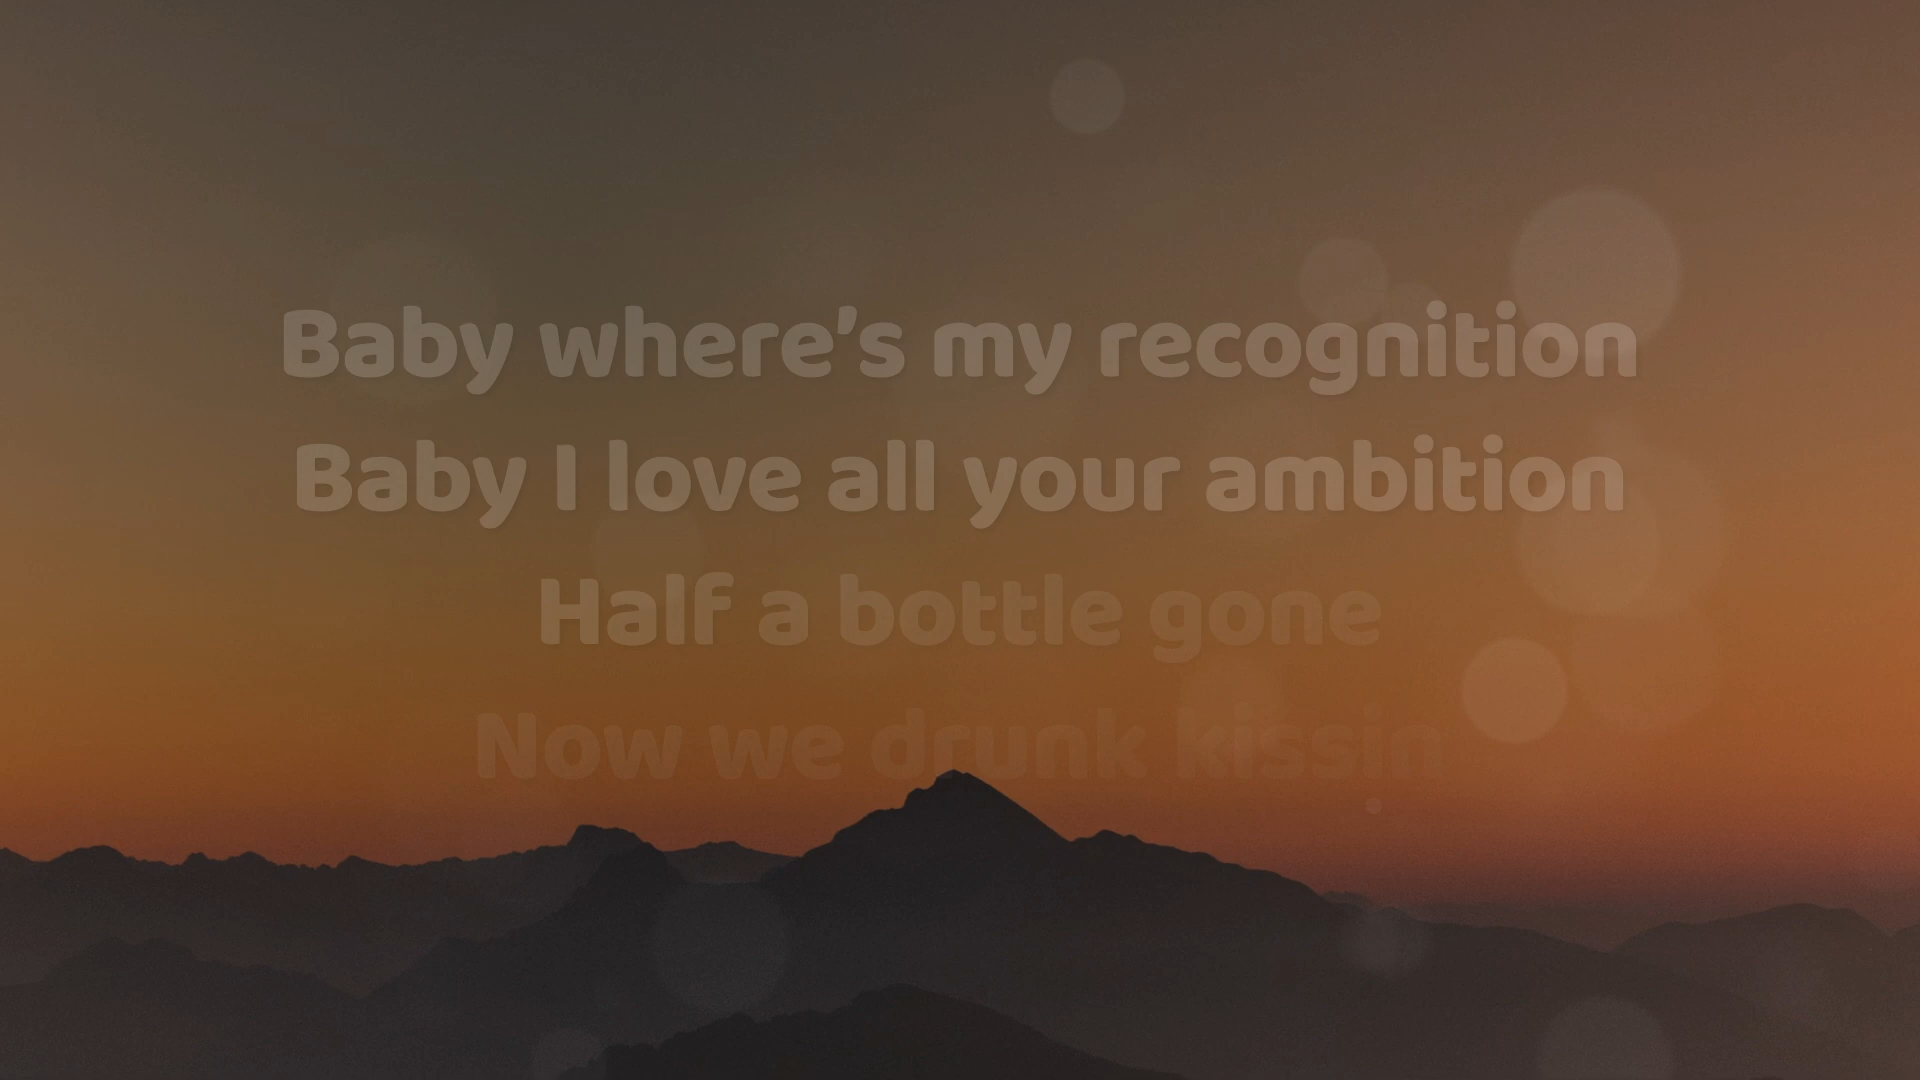 Baby where's my recognition
Baby I love all your ambition
Half a bottle gone
Now we drunk kissin